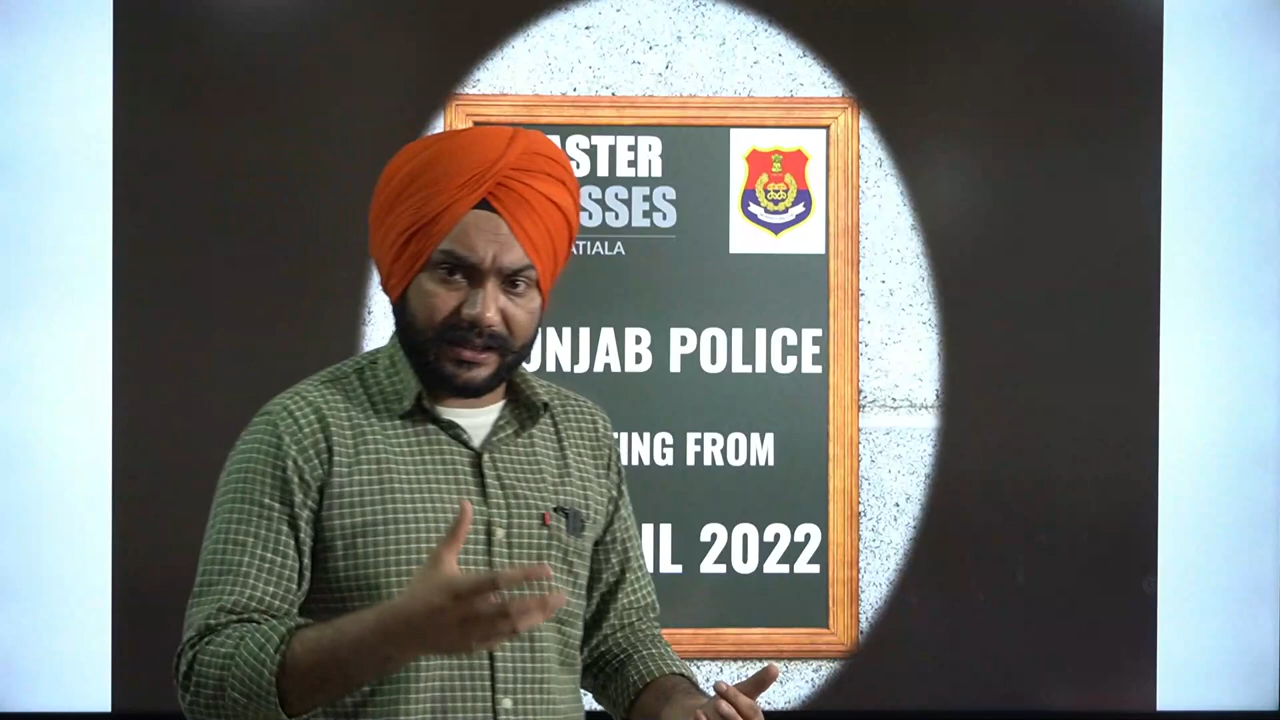 ASTER
SSES
ATIALA
UNJAB POLICE
TING FROM
IL 2022